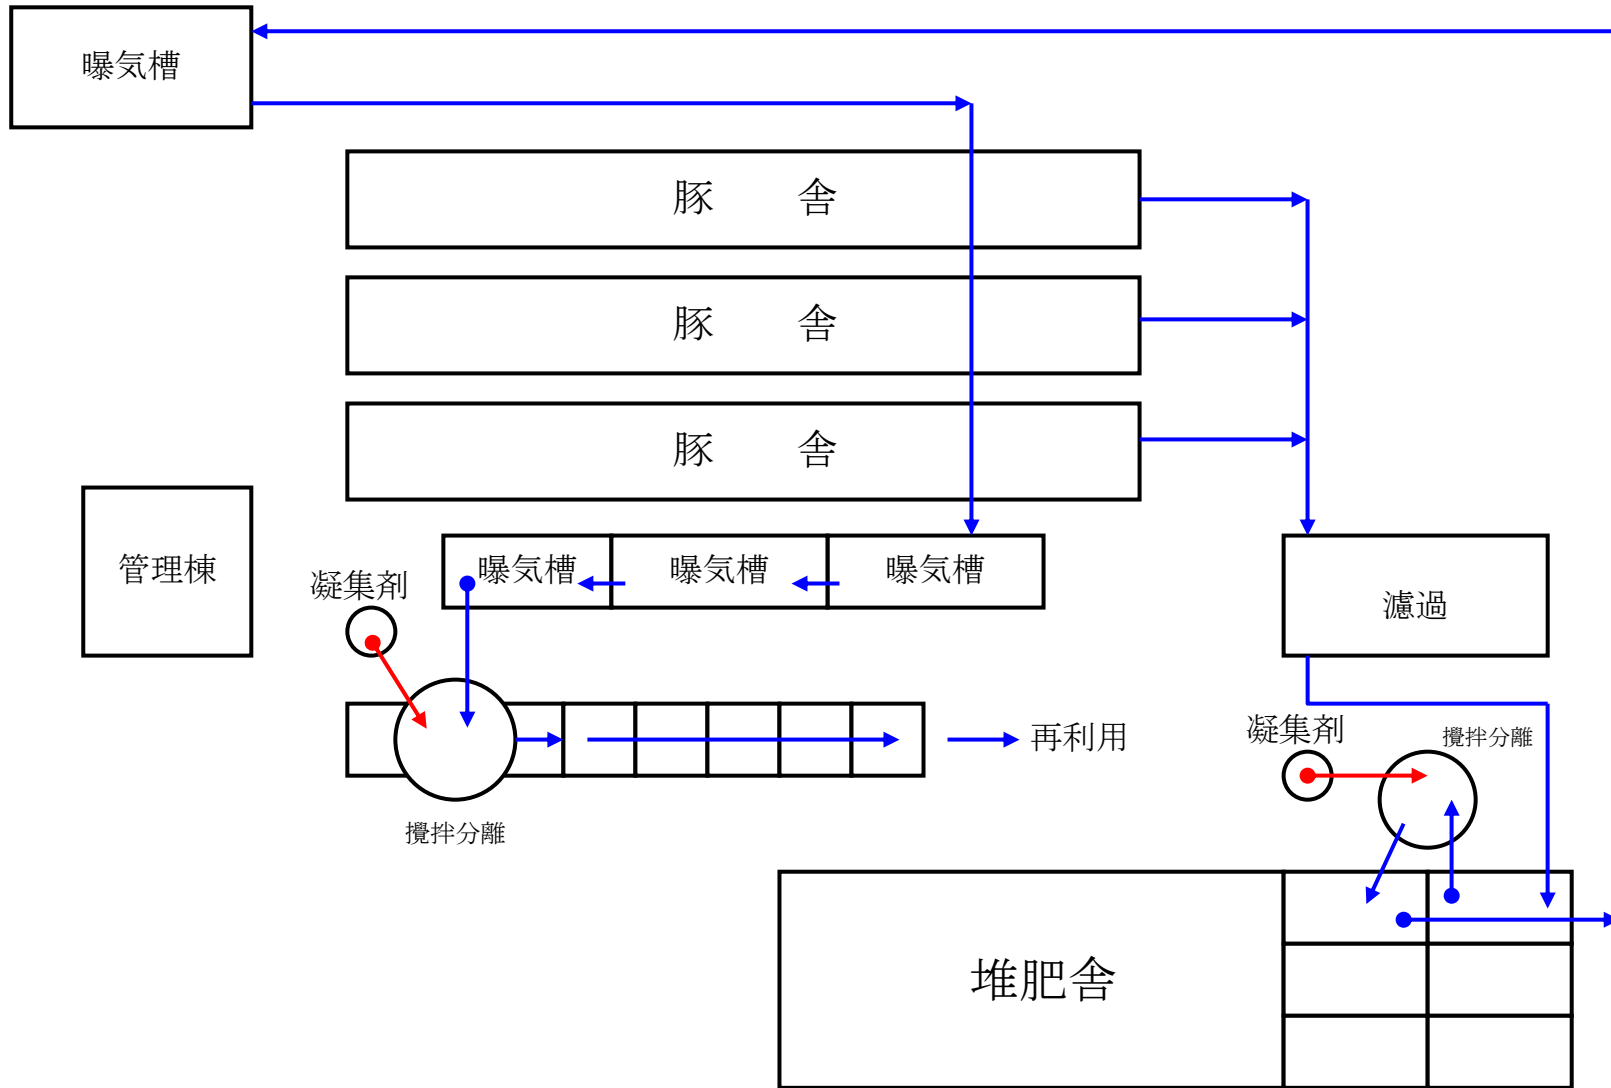 曝気槽
豚　　舎
豚　　舎
豚　　舎
管理棟
凝集剤
曝気槽
曝気槽
曝気槽
濾過
再利用
凝集剤
攪拌分離
攪拌分離
堆肥舎